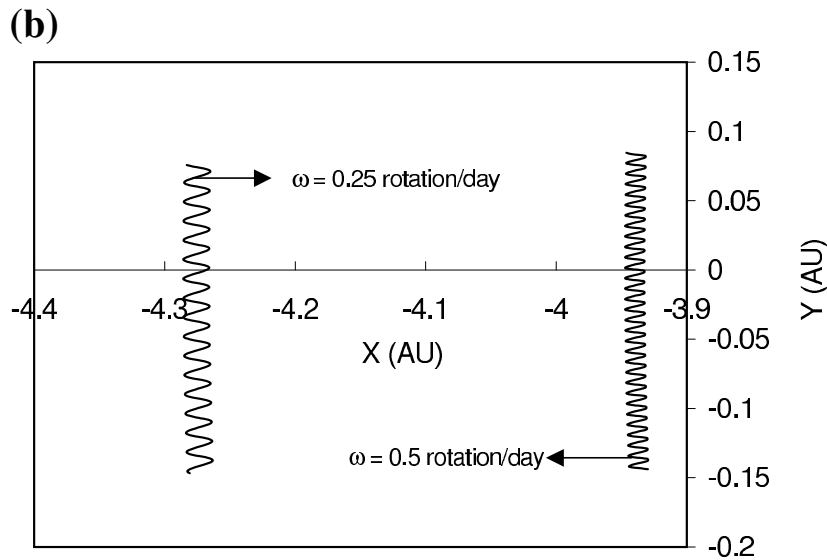 (b)
0.15
0.1
ω = 0.25 rotation/day
0.05
0
-4.4 -4.3 -4.2 -4.1 -4 -3.9
-0.05
X (AU)
Y (AU)
-0.1
ω = 0.5 rotation/day
-0.15
-0.2